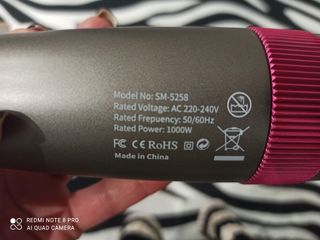 Model No: SM-5258
Rated Voltage: AC 220-240V
Rated Frepuency: 50/60Hz
Rated Power: 1000W
FC CE RoHS
Made in China
REDMI NOTE 8 PRO
AI QUAD CAMERA